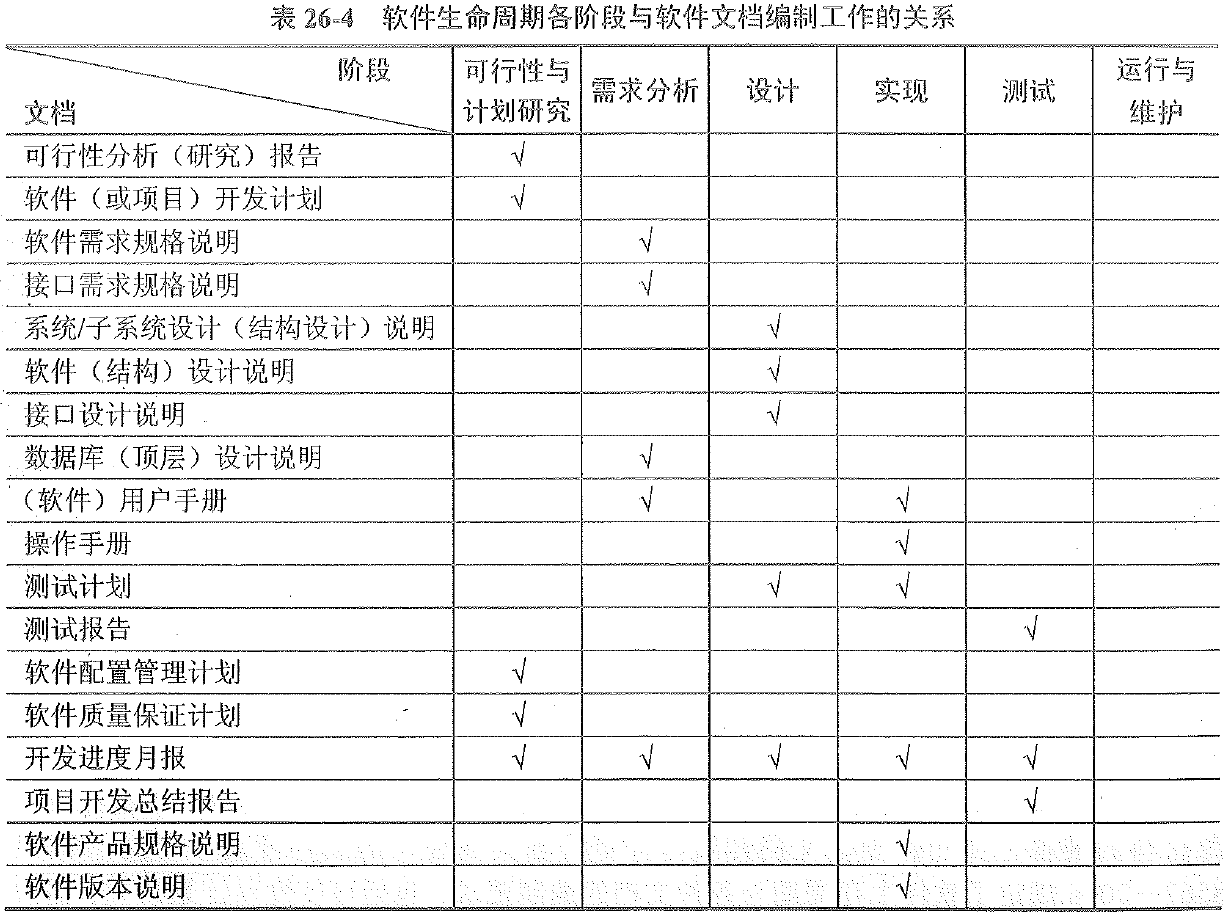 表 26-4 软件生命周期各阶段与软件文档编制工作的关系
阶段
文档
可行性与
计划研究
需求分析
设计
实现
测试
运行与
维护
可行性分析（研究）报告 √
软件（或项目）开发计划 √
软件需求规格说明 √
接口需求规格说明 √
系统/子系统设计（结构设计）说明 √
软件（结构）设计说明 √
接口设计说明 √
数据库（顶层）设计说明 √
（软件）用户手册 √ √
操作手册 √
测试计划 √ √
测试报告 √
软件配置管理计划 √
软件质量保证计划 √
开发进度月报 √ √ √ √ √
项目开发总结报告 √
软件产品规格说明 √
软件版本说明 √